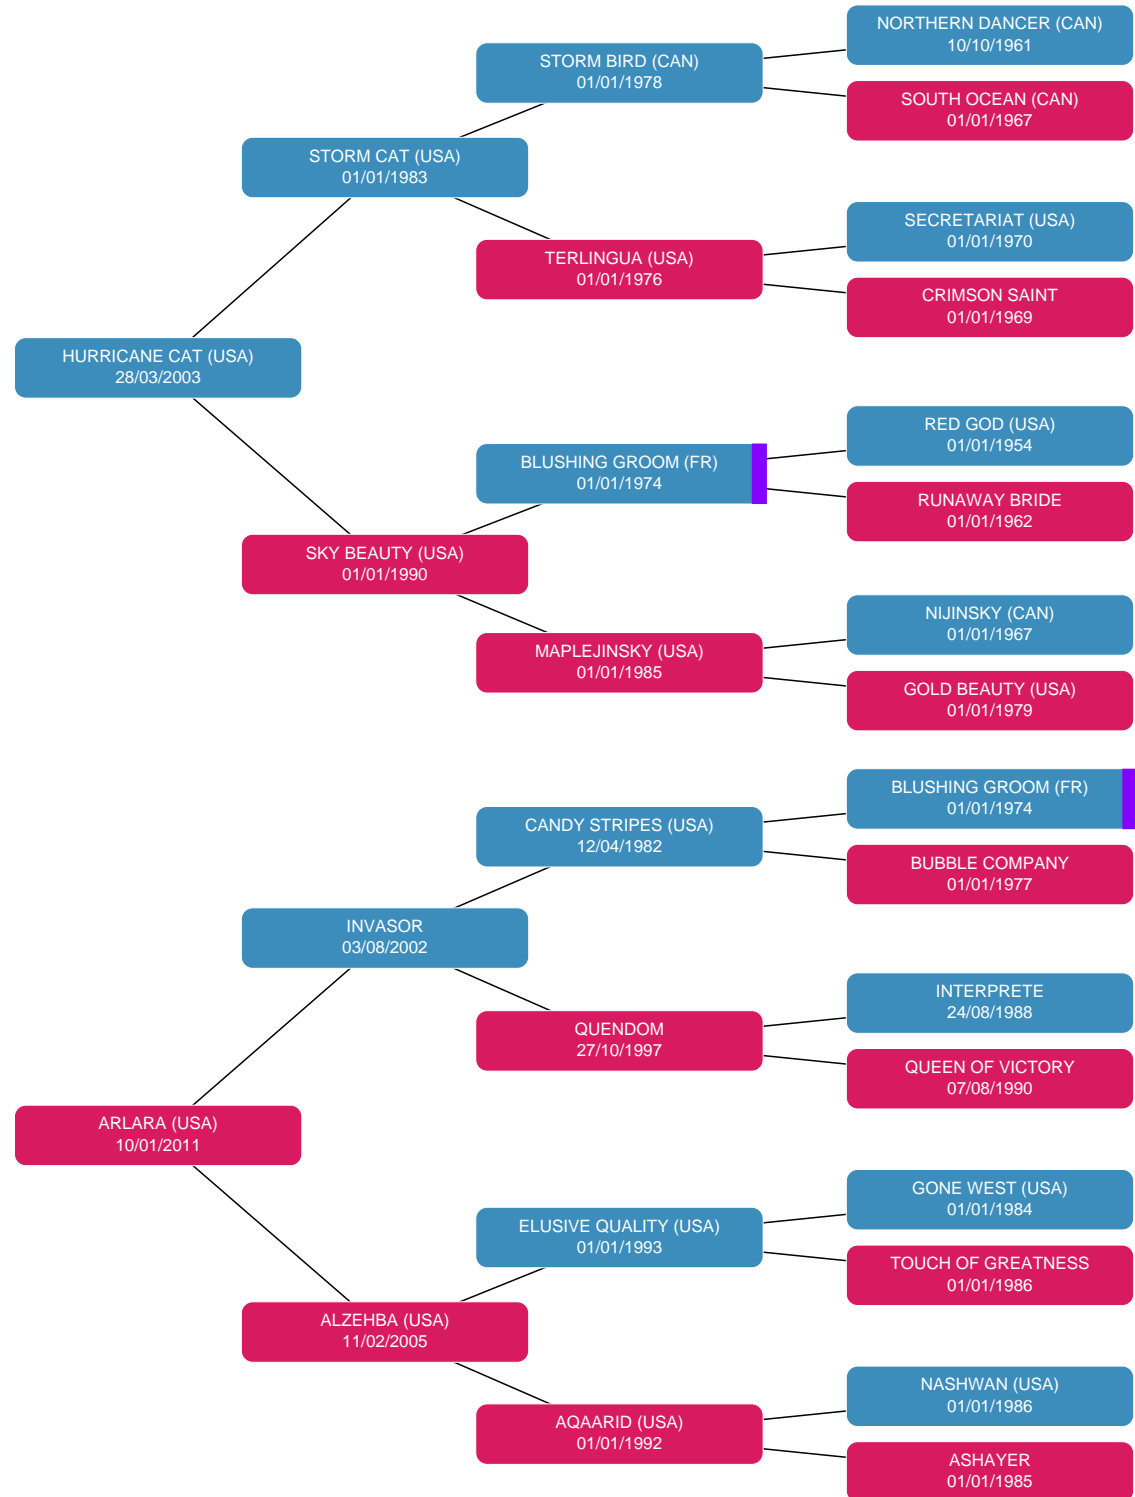 NORTHERN DANCER (CAN)
10/10/1961
STORM BIRD (CAN)
01/01/1978
SOUTH OCEAN (CAN)
01/01/1967
STORM CAT (USA)
01/01/1983
SECRETARIAT (USA)
01/01/1970
TERLINGUA (USA)
01/01/1976
CRIMSON SAINT
01/01/1969
HURRICANE CAT (USA)
28/03/2003
RED GOD (USA)
01/01/1954
BLUSHING GROOM (FR)
01/01/1974
RUNAWAY BRIDE
01/01/1962
SKY BEAUTY (USA)
01/01/1990
NIJINSKY (CAN)
01/01/1967
MAPLEJINSKY (USA)
01/01/1985
GOLD BEAUTY (USA)
01/01/1979
BLUSHING GROOM (FR)
01/01/1974
CANDY STRIPES (USA)
12/04/1982
BUBBLE COMPANY
01/01/1977
INVASOR
03/08/2002
INTERPRETE
24/08/1988
QUENDOM
27/10/1997
QUEEN OF VICTORY
07/08/1990
ARLARA (USA)
10/01/2011
GONE WEST (USA)
01/01/1984
ELUSIVE QUALITY (USA)
01/01/1993
TOUCH OF GREATNESS
01/01/1986
ALZEHBA (USA)
11/02/2005
NASHWAN (USA)
01/01/1986
AQAARID (USA)
01/01/1992
ASHAYER
01/01/1985